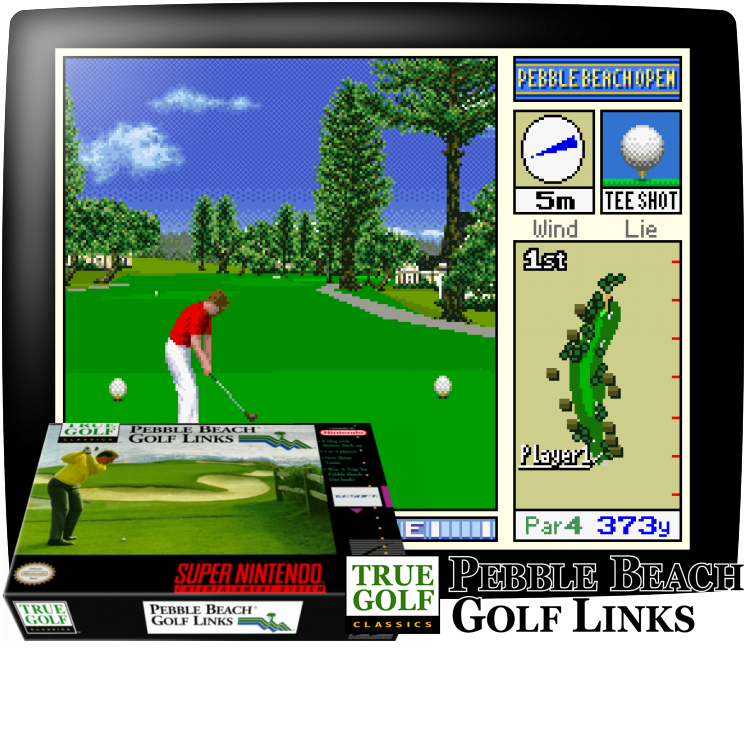 PEBBLE BEACH OPEN
5m
TEE SHOT
Wind
Lie
1st
Player1
Par4 373y
E
TRUE
GOLF
CLASSICS
PEBBLE BEACH
GOLF LINKS
Nintendo
SUPER NINTENDO
ENTERTAINMENT SYSTEM
TRUE
GOLF
CLASSICS
PEBBLE BEACH
GOLF LINKS
TRUE
GOLF
CLASSICS
PEBBLE BEACH
GOLF LINKS